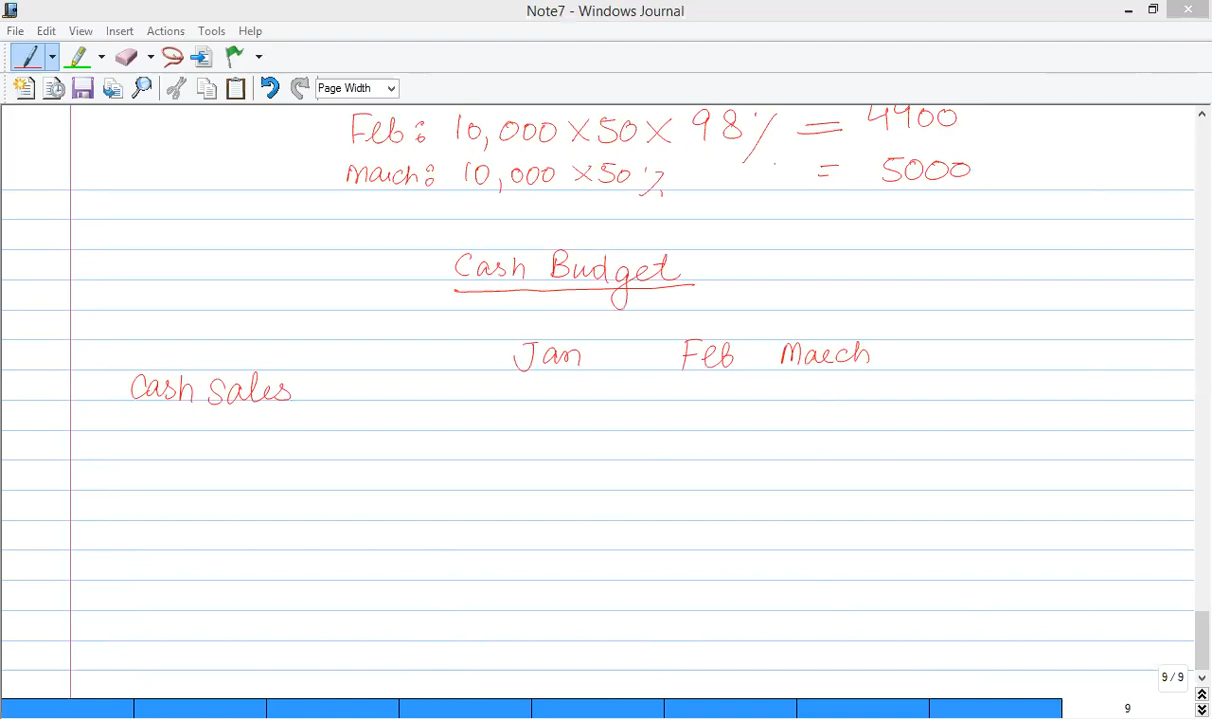 Note7 - Windows Journal
File Edit View Insert Actions Tools Help
Page Width
Feb: 10,000 X 50 X 98% = 4900
March: 10,000 X 50% = 5000
Cash Budget
Jan Feb March
Cash Sales
9 / 9
9